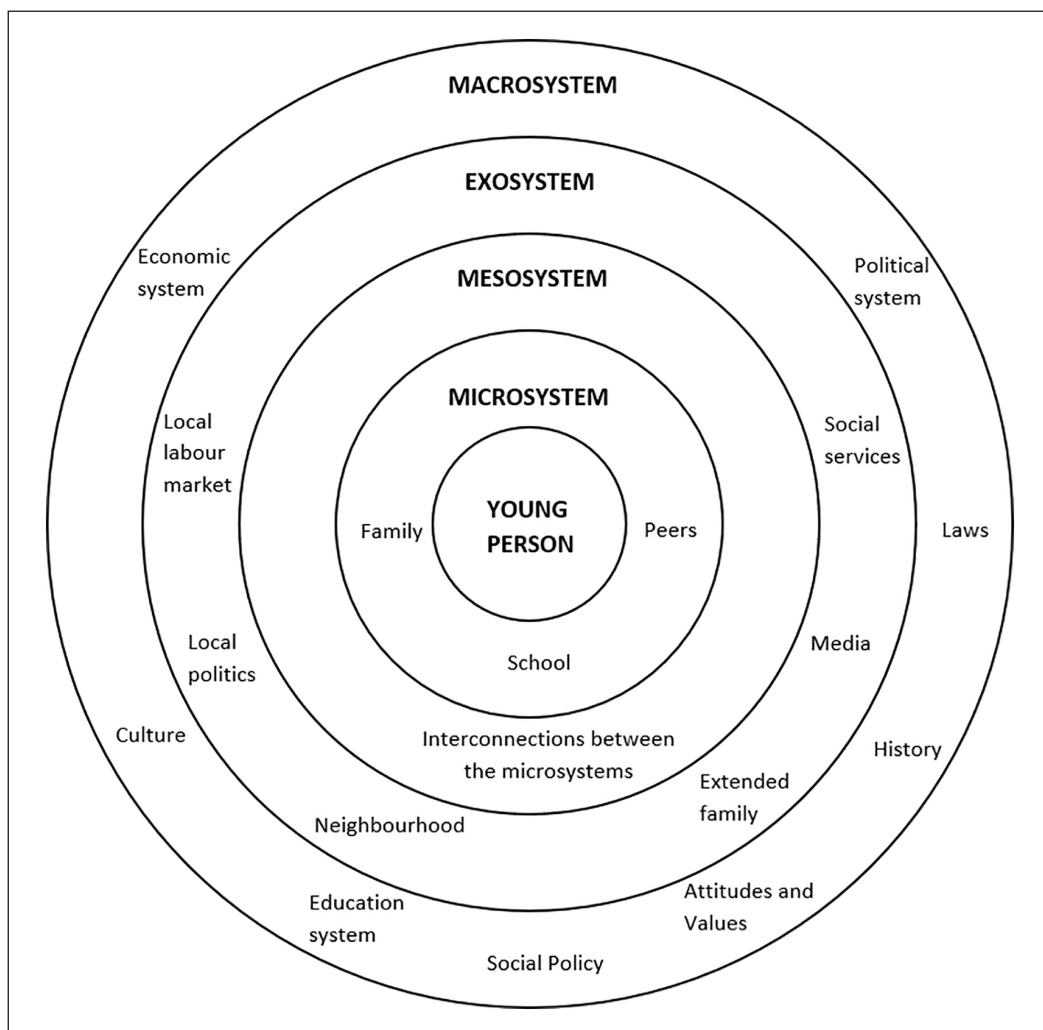 MACROSYSTEM
EXOSYSTEM
Economic
system
Political
system
MESOSYSTEM
MICROSYSTEM
Local
labour
market
Social
services
YOUNG
PERSON
Family
Peers
Laws
Local
politics
Media
School
Culture
Interconnections between
the microsystems
History
Extended
family
Neighbourhood
Education
system
Attitudes and
Values
Social Policy